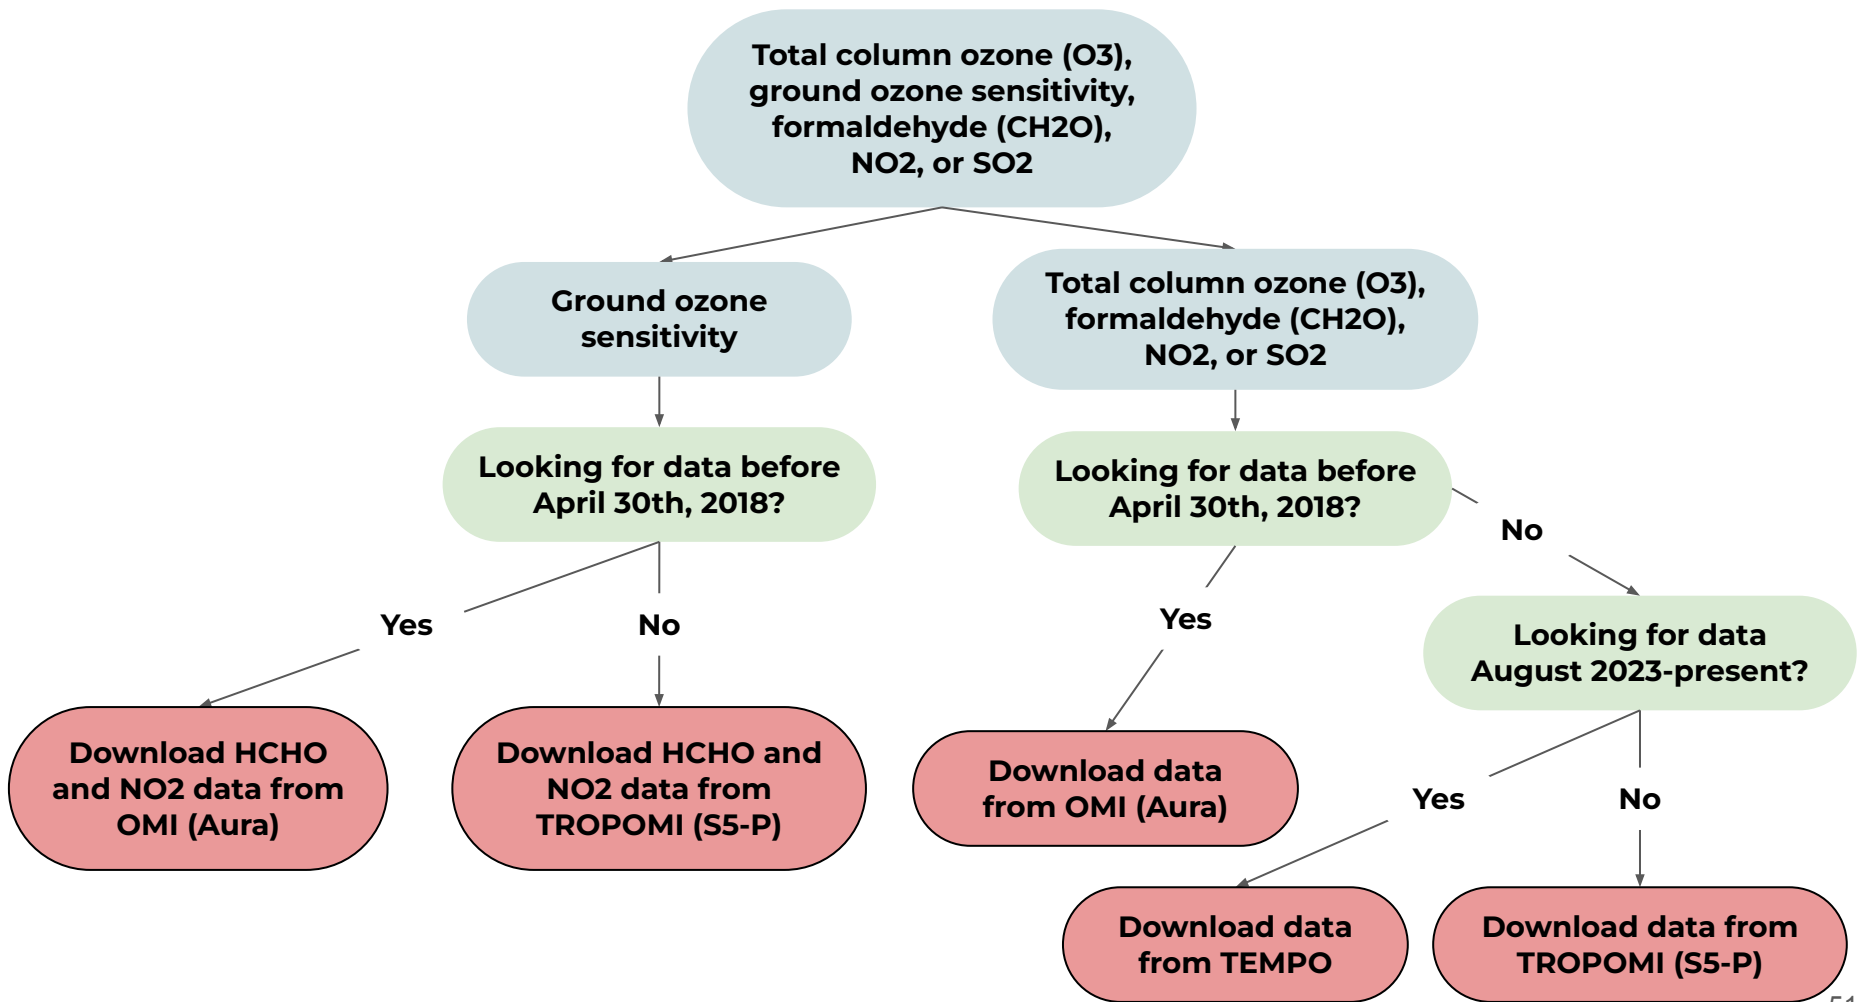 Total column ozone (O3),
ground ozone sensitivity,
formaldehyde (CH2O),
NO2, or SO2
Ground ozone
sensitivity
Total column ozone (O3),
formaldehyde (CH2O),
NO2, or SO2
Looking for data before
April 30th, 2018?
Looking for data before
April 30th, 2018?
No
Yes
No
Yes
Looking for data
August 2023-present?
Download HCHO
and NO2 data from
OMI (Aura)
Download HCHO and
NO2 data from
TROPOMI (S5-P)
Download data
from OMI (Aura)
Yes
No
Download data
from TEMPO
Download data from
TROPOMI (S5-P)
51